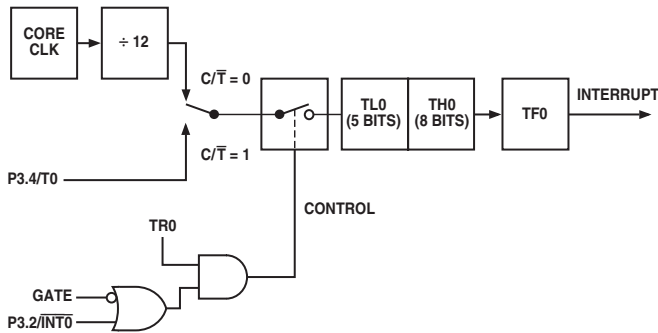 CORE
CLK
÷ 12
C/T̅ = 0
C/T̅ = 1
P3.4/T0
TL0
(5 BITS)
TH0
(8 BITS)
TF0
INTERRUPT
CONTROL
TR0
GATE
P3.2/I̅N̅T̅0̅